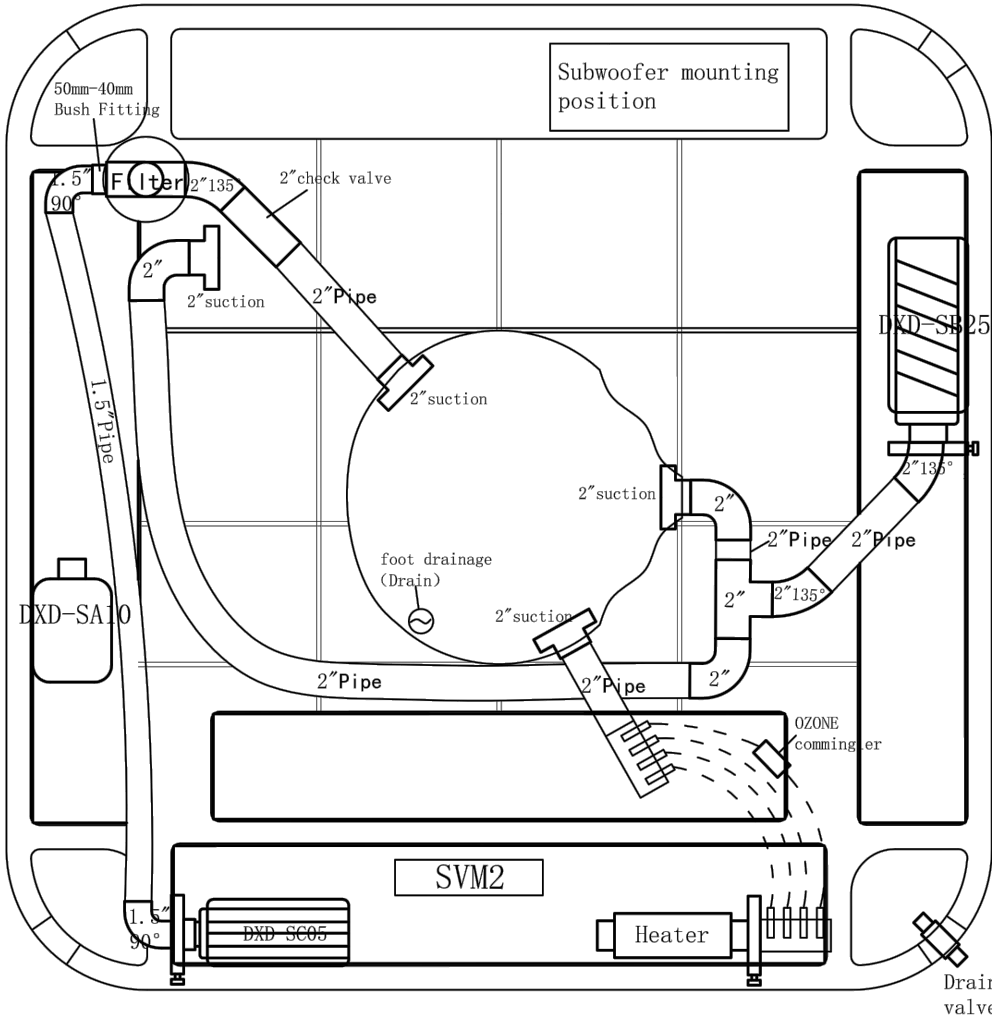 Subwoofer mounting
position
50mm-40mm
Bush Fitting
1.5"
90°
Filter
2"135°
2"check valve
2"
2"suction
2"Pipe
DXD-SB25
2"suction
1.5"Pipe
2"135°
2"suction
2"
2"Pipe
2"Pipe
foot drainage
(Drain)
DXD-SA10
2"suction
2"
2"135°
2"Pipe
2"Pipe
2"
OZONE
commingler
SVM2
1.5"
90°
DXD-SC05
Heater
Drain
valve